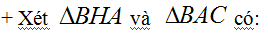 + Xét ΔBHA và ΔBAC có: